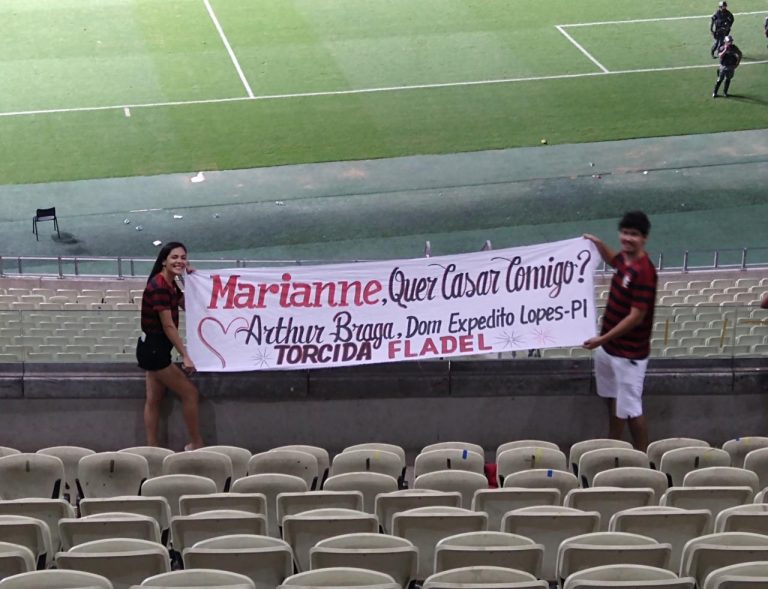 Marianne, Quer Casar Comigo?
Arthur Braga, Dom Expedito Lopes-PI
TORCIDA FLADEL